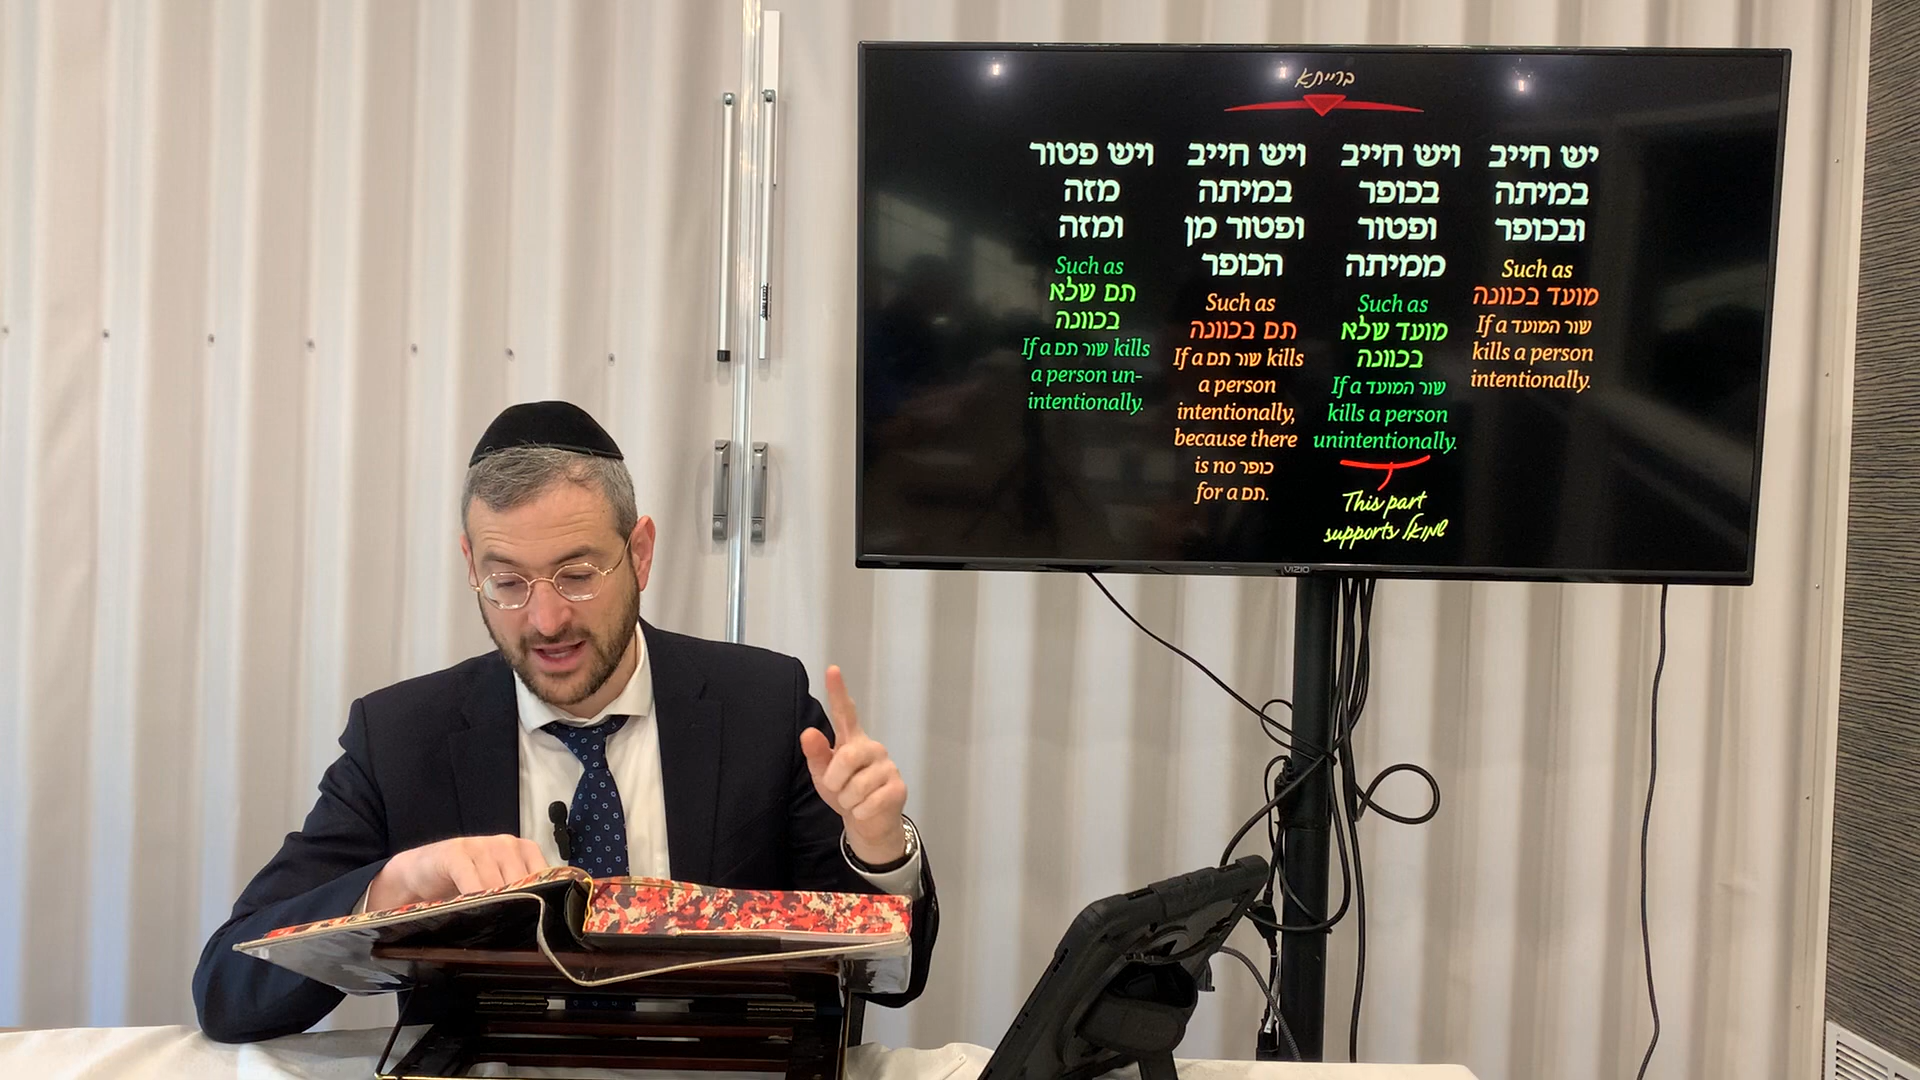 ברייתא
יש חייב
במיתה
ובכופר
Such as
מועד בכוונה
If a שור המועד
kills a person
intentionally.
ויש חייב
בכופר
ופטור
ממיתה
Such as
מועד שלא
בכוונה
If a שור המועד
kills a person
unintentionally.
This part
supports שמואל
ויש חייב
במיתה
ופטור מן
הכופר
Such as
תם בכוונה
If a שור תם kills
a person
intentionally,
because there
is no כופר
for a תם.
ויש פטור
מזה
ומזה
Such as
תם שלא
בכוונה
If a שור תם kills
a person un-
intentionally.
VIZIO